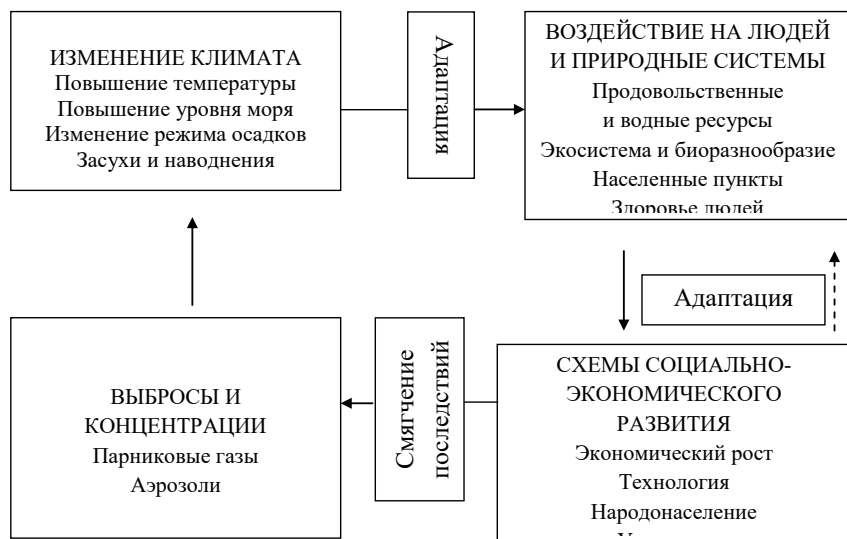 ИЗМЕНЕНИЕ КЛИМАТА
Повышение температуры
Повышение уровня моря
Изменение режима осадков
Засухи и наводнения
Адаптация
ВОЗДЕЙСТВИЕ НА ЛЮДЕЙ
И ПРИРОДНЫЕ СИСТЕМЫ
Продовольственные
и водные ресурсы
Экосистема и биоразнообразие
Населенные пункты
Здоровье людей
Адаптация
ВЫБРОСЫ И
КОНЦЕНТРАЦИИ
Парниковые газы
Аэрозоли
Смягчение
последствий
СХЕМЫ СОЦИАЛЬНО-
ЭКОНОМИЧЕСКОГО
РАЗВИТИЯ
Экономический рост
Технология
Народонаселение